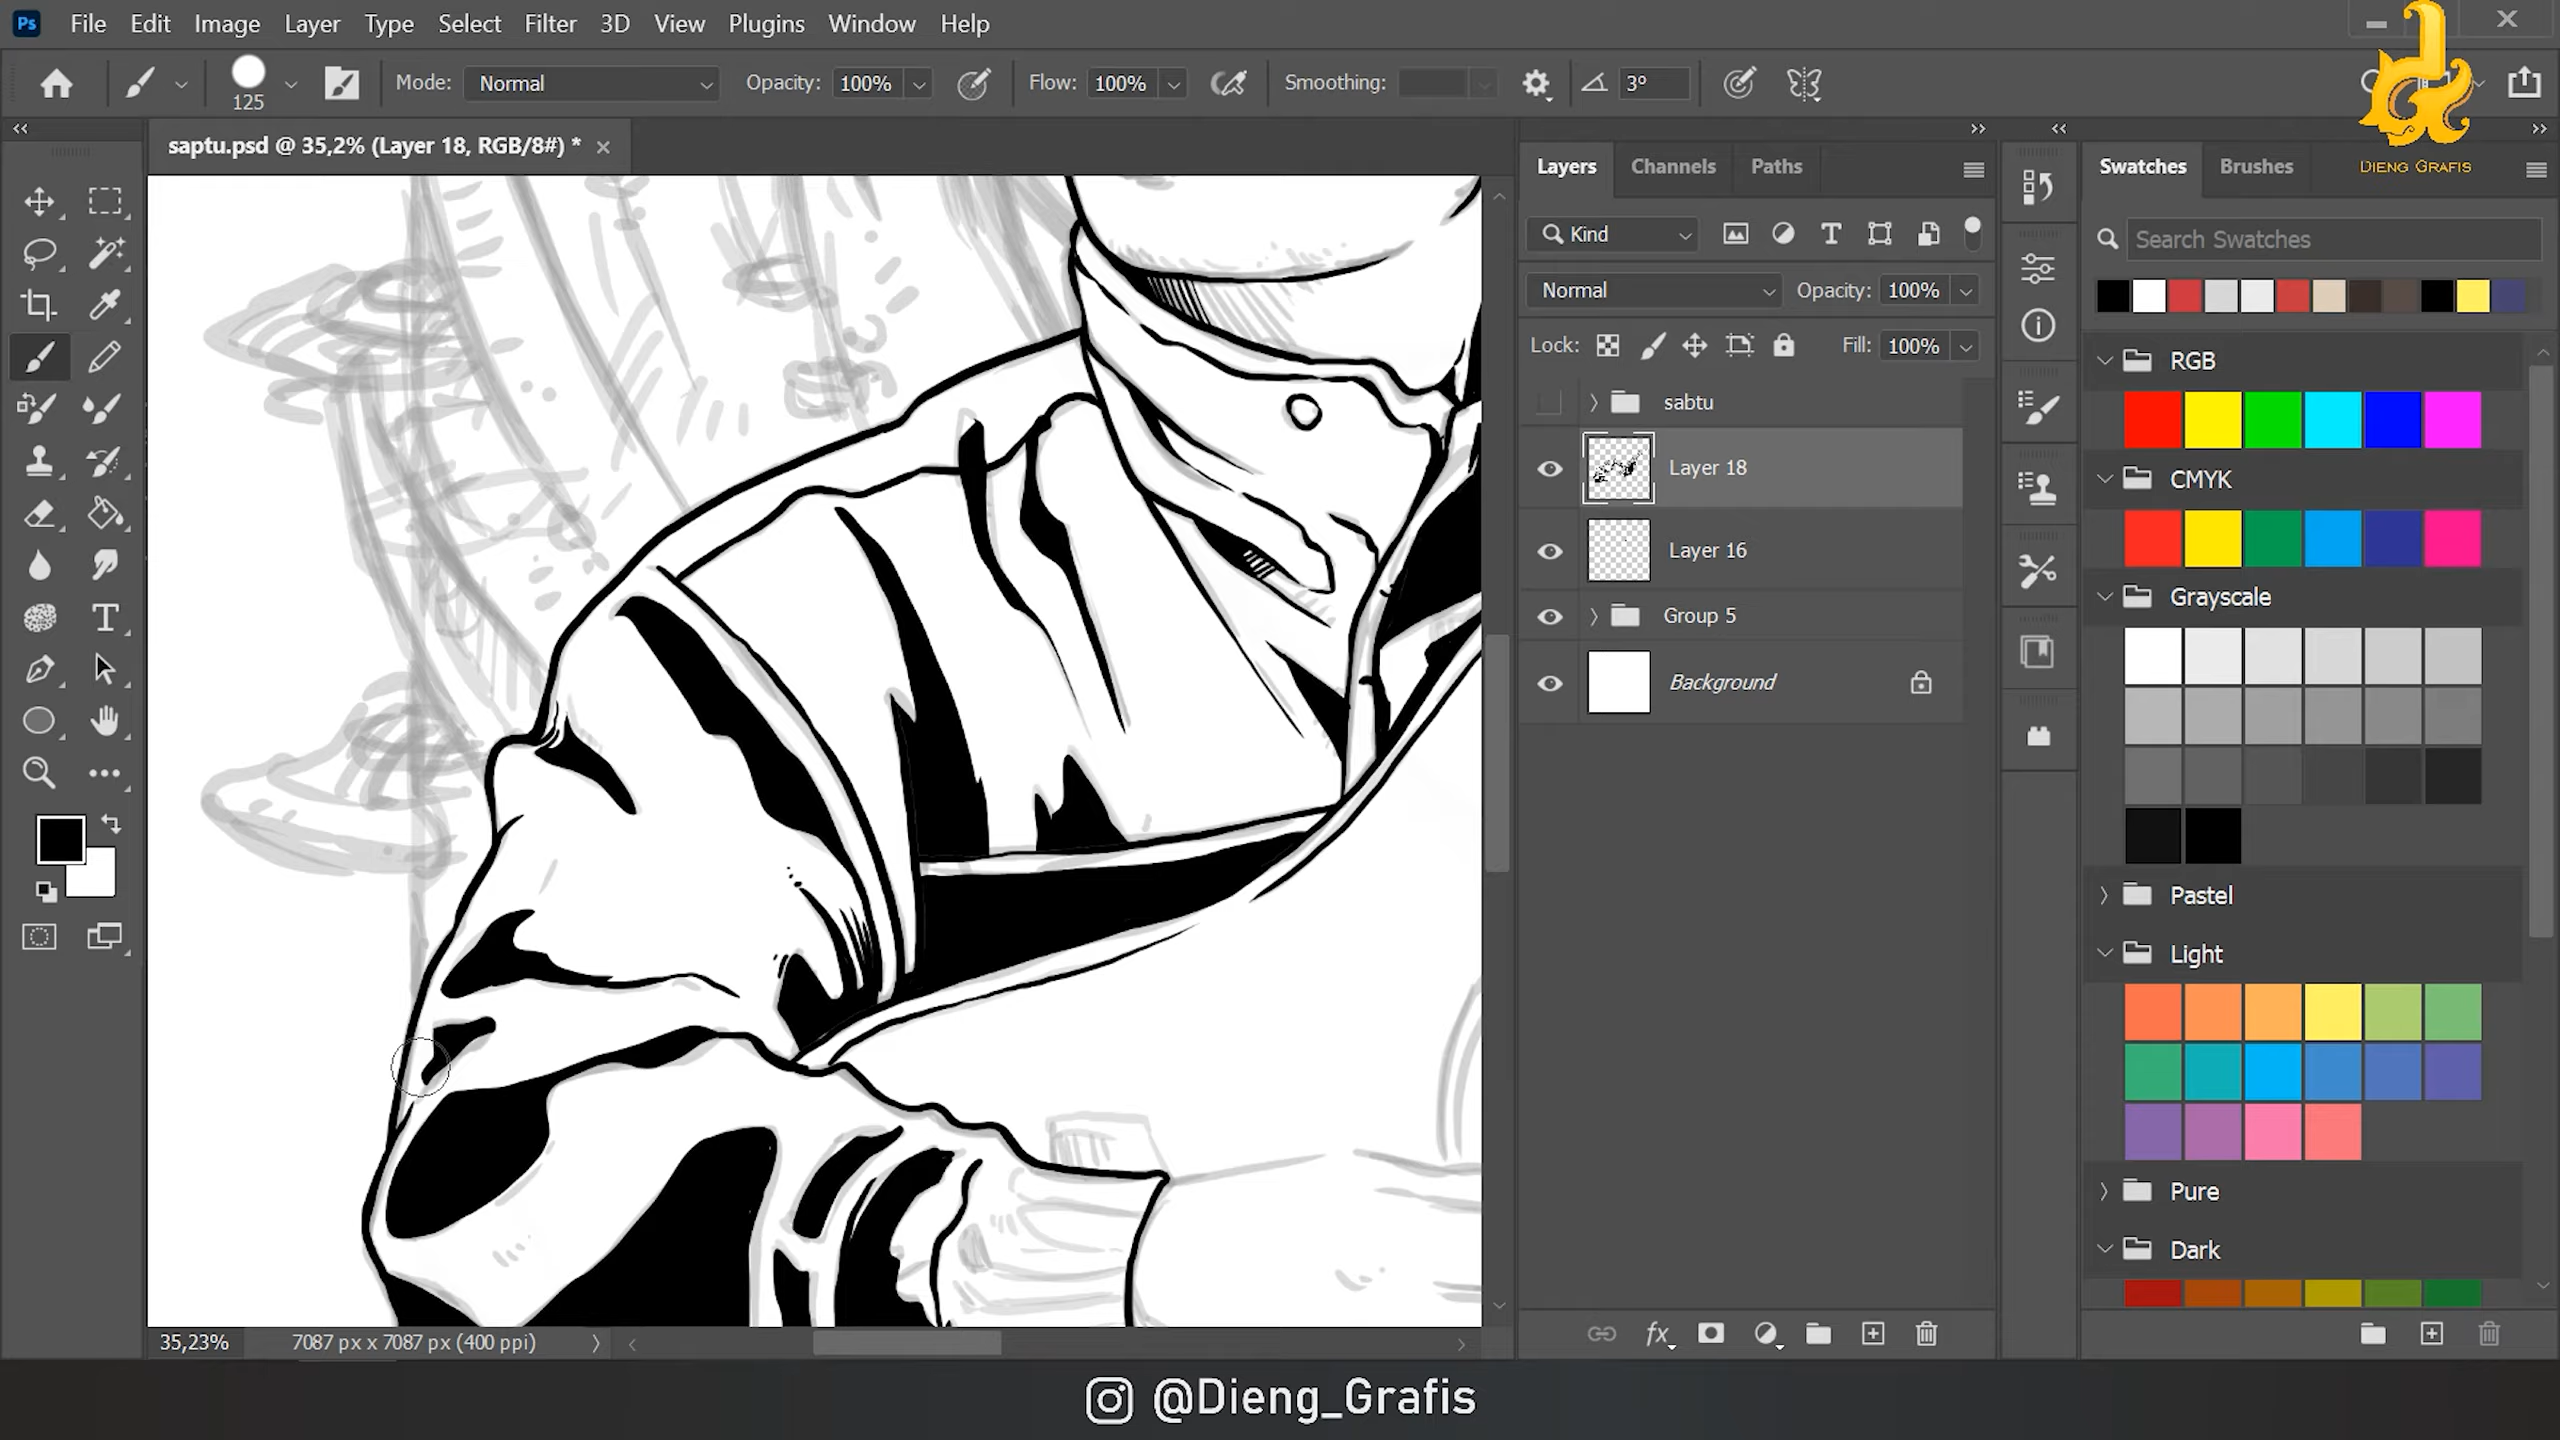 Ps File Edit Image Layer Type Select Filter 3D View Plugins Window Help
125 Mode: Normal Opacity: 100% Flow: 100% Smoothing: 3°
DIENG GRAFIS
saptu.psd @ 35,2% (Layer 18, RGB/8#) *
Layers Channels Paths
Swatches Brushes
Kind
Search Swatches
Normal Opacity: 100%
Lock: Fill: 100%
sabtu
Layer 18
Layer 16
Group 5
Background
RGB
CMYK
Grayscale
Pastel
Light
Pure
Dark
35,23% 7087 px x 7087 px (400 ppi)
fx
@Dieng_Grafis